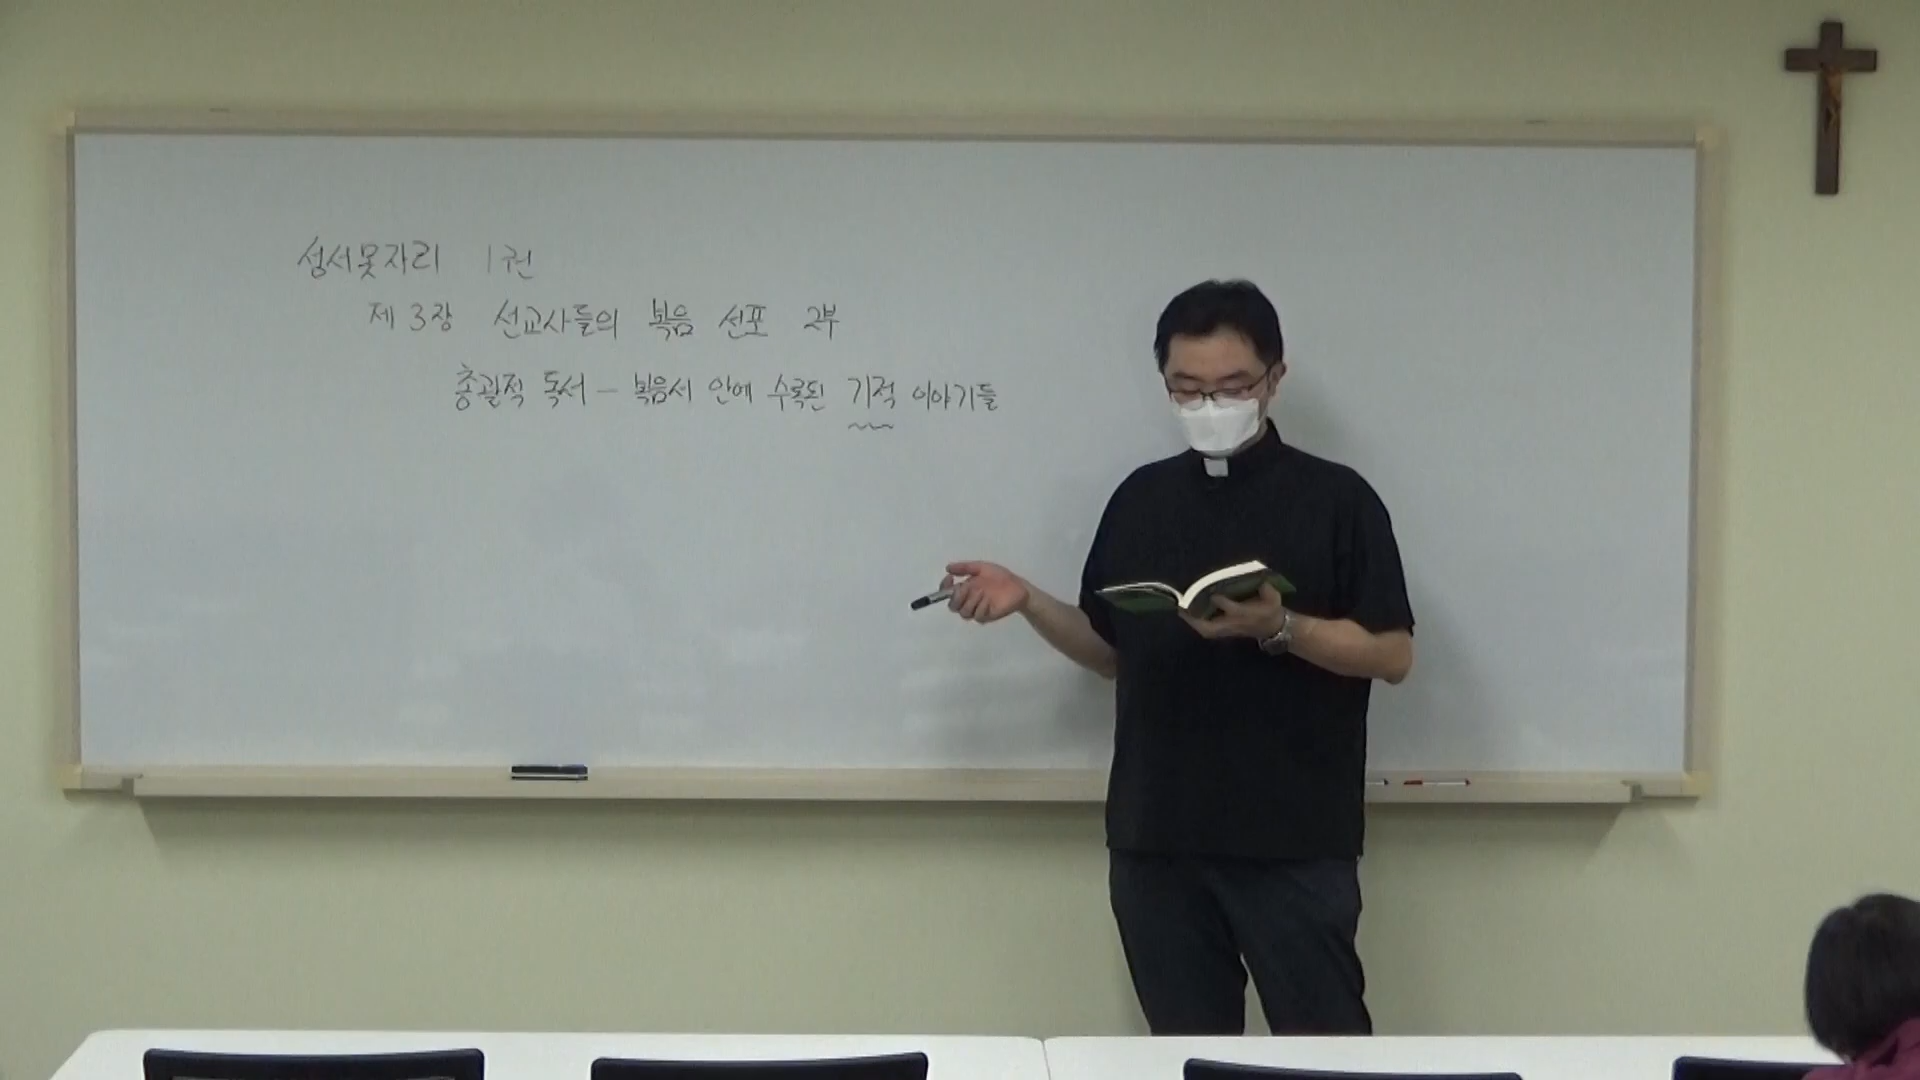 성서못자리 1권
제 3장 선교사들의 복음 선포 2부
총괄적 독서 - 복음서 안에 수록된 기적 이야기들